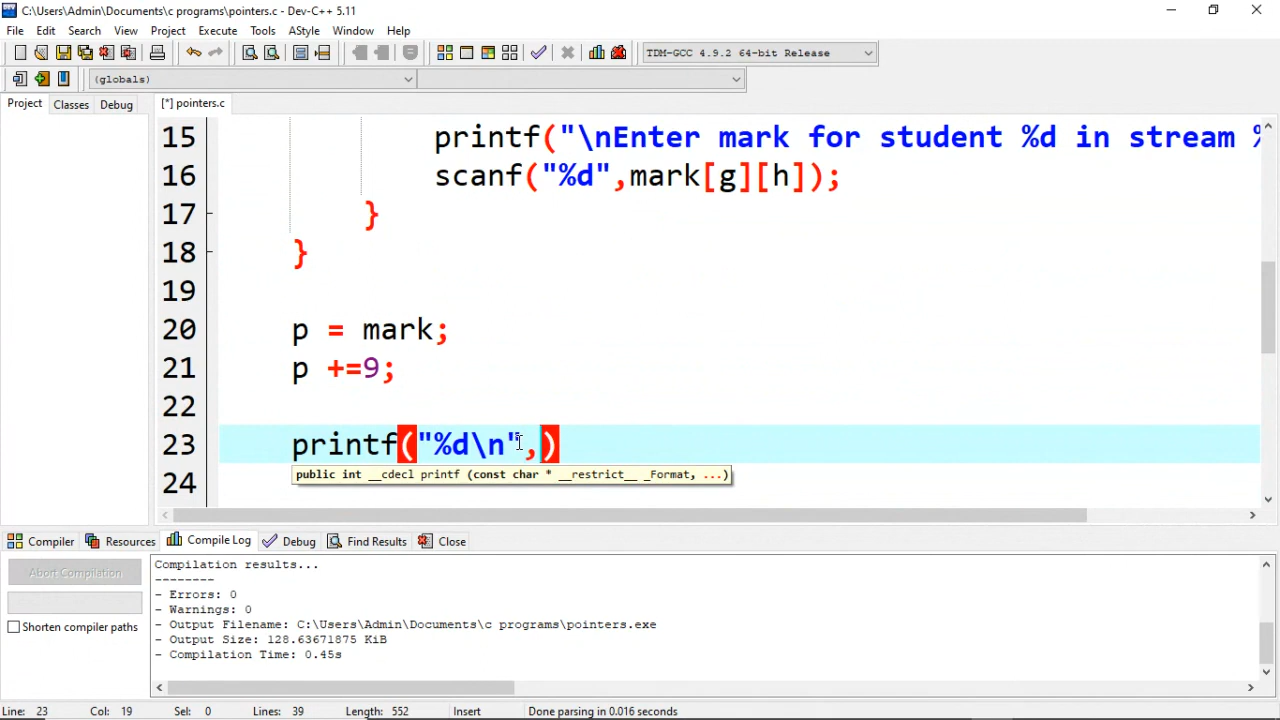 C:\Users\Admin\Documents\c programs\pointers.c - Dev-C++ 5.11
File Edit Search View Project Execute Tools AStyle Window Help
TDM-GCC 4.9.2 64-bit Release
(globals)
Project Classes Debug
[*] pointers.c
15 printf("\nEnter mark for student %d in stream %
16 scanf("%d",mark[g][h]);
17 }
18 }
19
20 p = mark;
21 p +=9;
22
23 printf("%d\n",)
public int __cdecl printf (const char * __restrict__ _Format, ...)
24
Compiler Resources Compile Log Debug Find Results Close
Abort Compilation
Shorten compiler paths
Compilation results...
--------
- Errors: 0
- Warnings: 0
- Output Filename: C:\Users\Admin\Documents\c programs\pointers.exe
- Output Size: 128.63671875 KiB
- Compilation Time: 0.45s
Line: 23 Col: 19 Sel: 0 Lines: 39 Length: 552 Insert Done parsing in 0.016 seconds